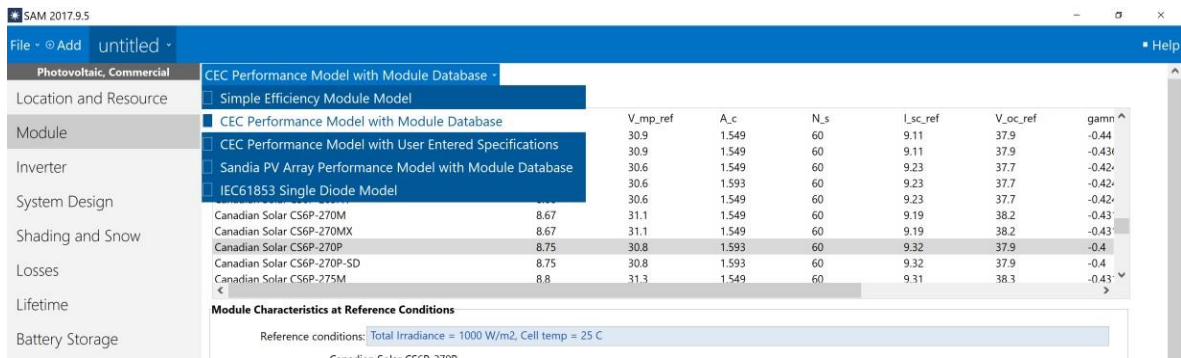 SAM 2017.9.5
File Add untitled Help
Photovoltaic, Commercial
CEC Performance Model with Module Database
Location and Resource
Simple Efficiency Module Model
CEC Performance Model with Module Database
CEC Performance Model with User Entered Specifications
Sandia PV Array Performance Model with Module Database
IEC61853 Single Diode Model
Module
Inverter
System Design
Shading and Snow
Losses
Lifetime
Battery Storage
V_mp_ref A_c N_s I_sc_ref V_oc_ref
30.9 1.549 60 9.11 37.9 -0.44
30.9 1.549 60 9.11 37.9
30.6 1.549 60 9.23 37.7
30.6 1.593 60 9.23 37.7
30.6 1.549 60 9.23 37.7
Canadian Solar CS6P-270M 8.67 31.1 1.549 60 9.19 38.2
Canadian Solar CS6P-270MX 8.67 31.1 1.549 60 9.19 38.2
Canadian Solar CS6P-270P 8.75 30.8 1.593 60 9.32 37.9 -0.4
Canadian Solar CS6P-270P-SD 8.75 30.8 1.593 60 9.32 37.9 -0.4
Canadian Solar CS6P-275M 8.8 31.3 1.549 60 9.31 38.3
Module Characteristics at Reference Conditions
Reference conditions: Total Irradiance = 1000 W/m2, Cell temp = 25 C
Canadian Solar CS6P-270P